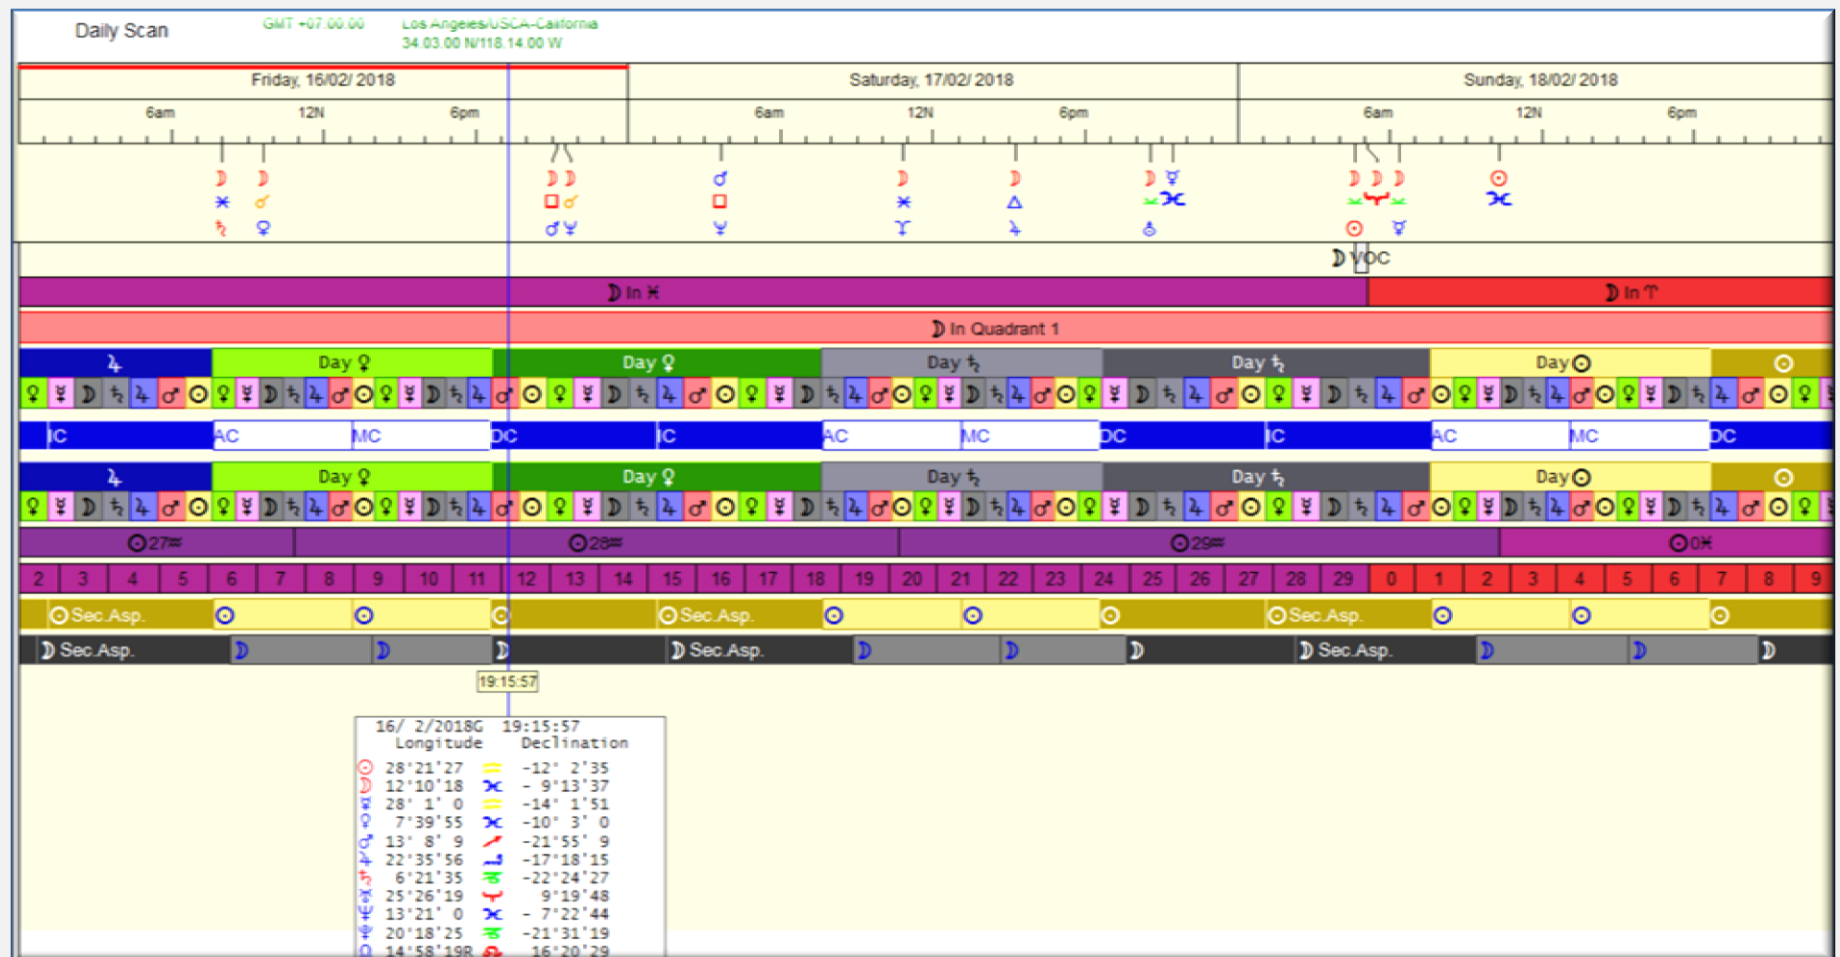 Daily Scan
GMT +07.00.00 Los Angeles/USCA-California
34.03.00 N/118.14.00 W
Friday, 16/02/ 2018 Saturday, 17/02/ 2018 Sunday, 18/02/ 2018
6am 12N 6pm 6am 12N 6pm 6am 12N 6pm
☽ ☽ ☽ ☽ ♂ ☽ ☽ ☽ ☿ ☽ ☽ ☽ ☉
☽ VOC
☽ In ♓ ☽ In ♈
☽ In Quadrant 1
♃ Day ♀ Day ♀ Day ♄ Day ♄ Day ☉ ☉
IC AC MC DC IC AC MC DC IC AC MC DC
♃ Day ♀ Day ♀ Day ♄ Day ♄ Day ☉ ☉
☉27♒ ☉28♒ ☉29♒ ☉0♓
2 3 4 5 6 7 8 9 10 11 12 13 14 15 16 17 18 19 20 21 22 23 24 25 26 27 28 29 0 1 2 3 4 5 6 7 8 9
☉ Sec.Asp. ☉ ☉ ☉ ☉ Sec.Asp. ☉ ☉ ☉ ☉ Sec.Asp. ☉ ☉ ☉
☽ Sec.Asp. ☽ ☽ ☽ ☽ Sec.Asp. ☽ ☽ ☽ ☽ Sec.Asp. ☽ ☽ ☽
19:15:57
16/ 2/2018G 19:15:57
Longitude Declination
☉ 28°21'27 ♒ -12° 2'35
☽ 12°10'18 ♓ - 9°13'37
☿ 28° 1' 0 ♒ -14° 1'51
♀ 7°39'55 ♓ -10° 3' 0
♂ 13° 8' 9 ♐ -21°55' 9
♃ 22°35'56 ♏ -17°18'15
♄ 6°21'35 ♑ -22°24'27
25°26'19 ♈ 9°19'48
♆ 13°21' 0 ♓ - 7°22'44
20°18'25 ♑ -21°31'19
14°58'19R ♌ 16°20'29